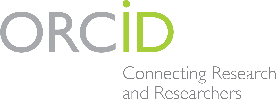 ORCiD
Connecting Research
and Researchers